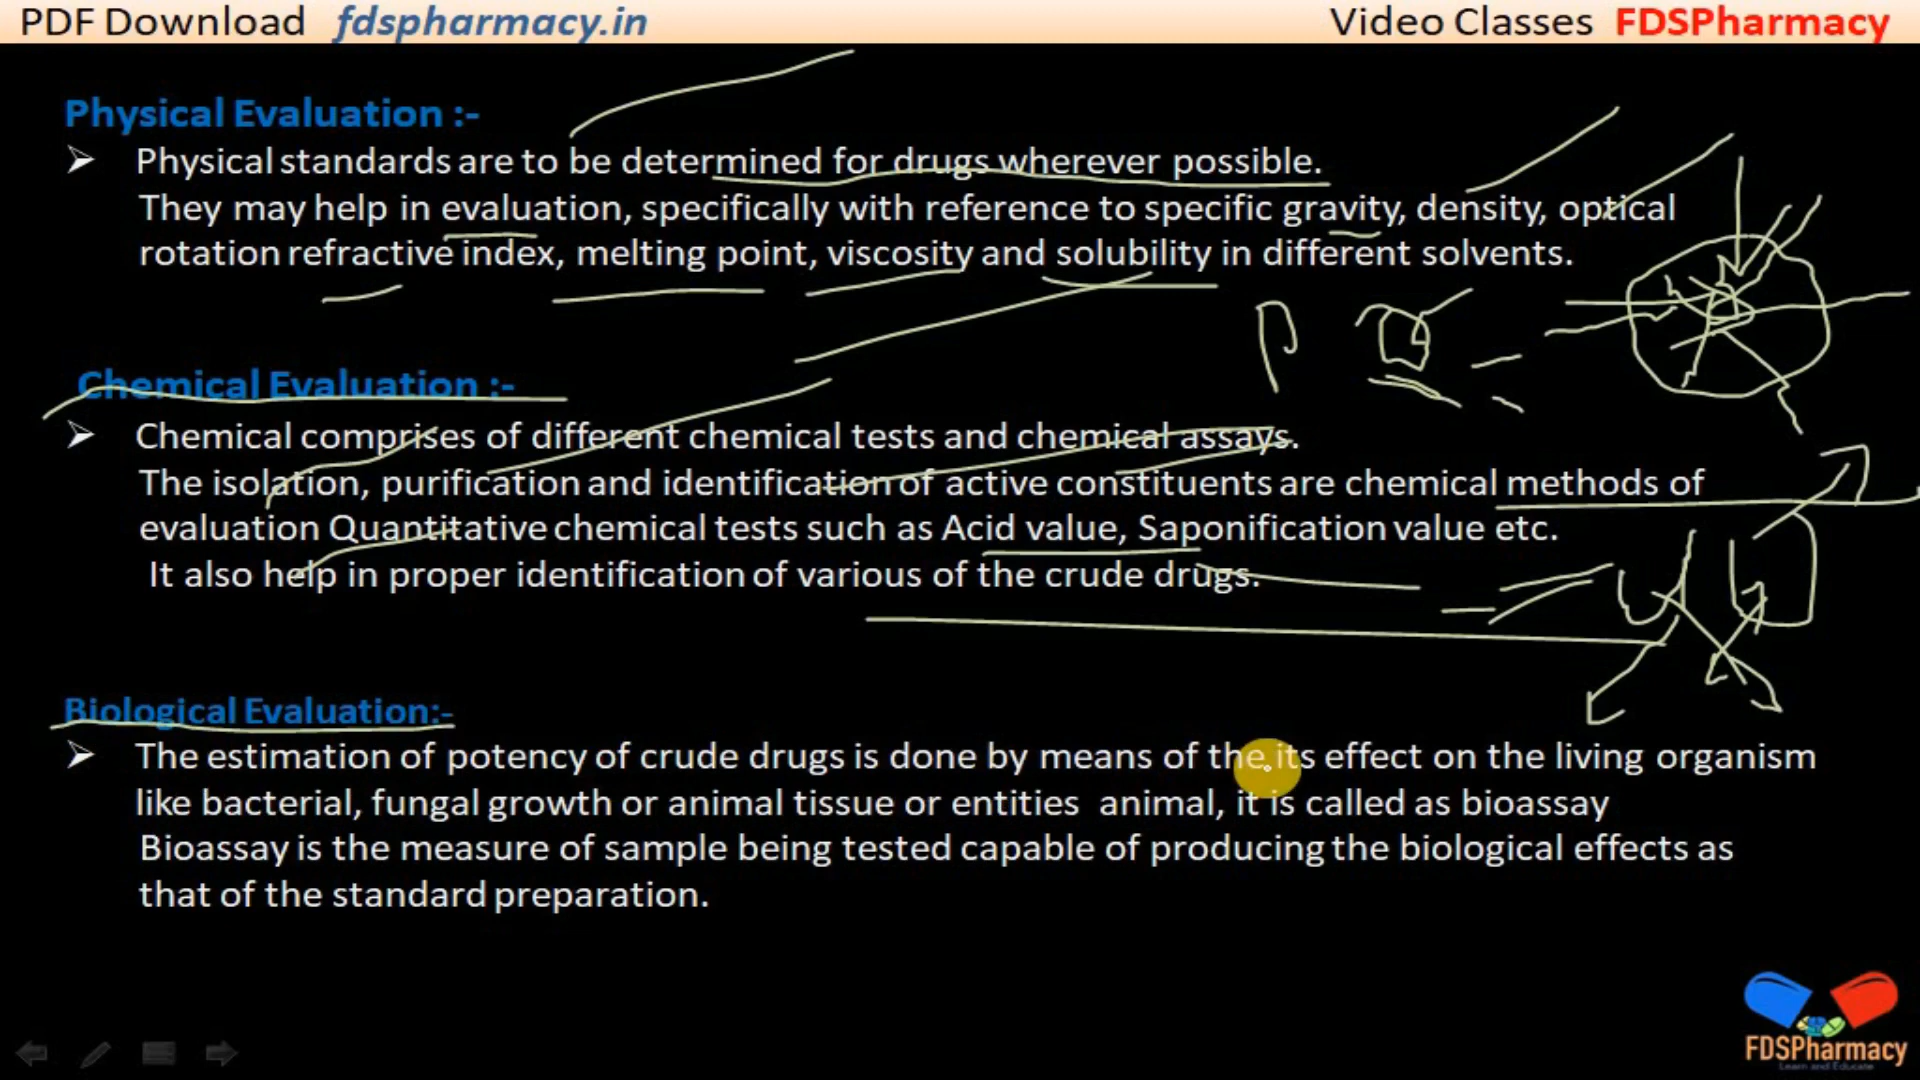 PDF Download fdspharmacy.in Video Classes FDSPharmacy
Physical Evaluation :-
Physical standards are to be determined for drugs wherever possible.
They may help in evaluation, specifically with reference to specific gravity, density, optical
rotation refractive index, melting point, viscosity and solubility in different solvents.
Chemical Evaluation :-
Chemical comprises of different chemical tests and chemical assays.
The isolation, purification and identification of active constituents are chemical methods of
evaluation Quantitative chemical tests such as Acid value, Saponification value etc.
It also help in proper identification of various of the crude drugs.
Biological Evaluation:-
The estimation of potency of crude drugs is done by means of the its effect on the living organism
like bacterial, fungal growth or animal tissue or entities animal, it is called as bioassay
Bioassay is the measure of sample being tested capable of producing the biological effects as
that of the standard preparation.
FDSPharmacy
Learn and Educate